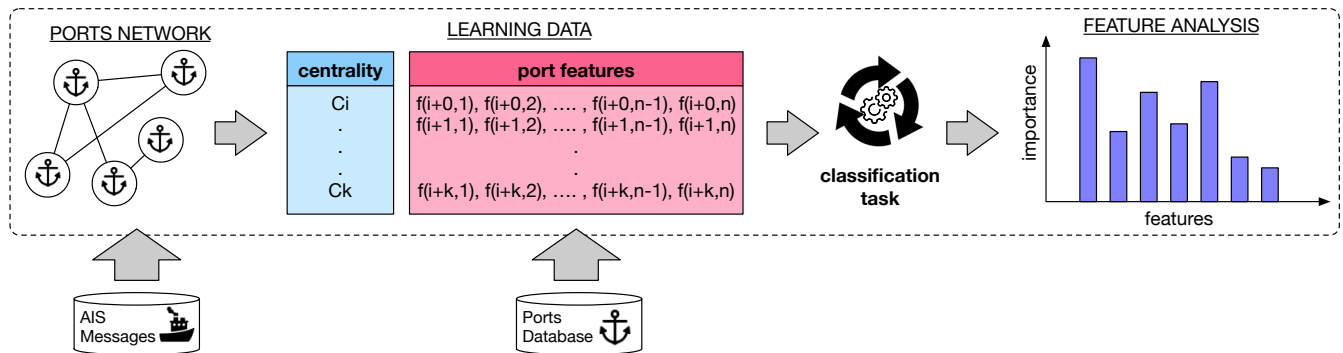 PORTS NETWORK
LEARNING DATA
FEATURE ANALYSIS
centrality
port features
Ci
f(i+0,1), f(i+0,2), .... , f(i+0,n-1), f(i+0,n)
.
f(i+1,1), f(i+1,2), .... , f(i+1,n-1), f(i+1,n)
.
.
.
.
Ck
f(i+k,1), f(i+k,2), .... , f(i+k,n-1), f(i+k,n)
classification
task
importance
features
AIS
Messages
Ports
Database